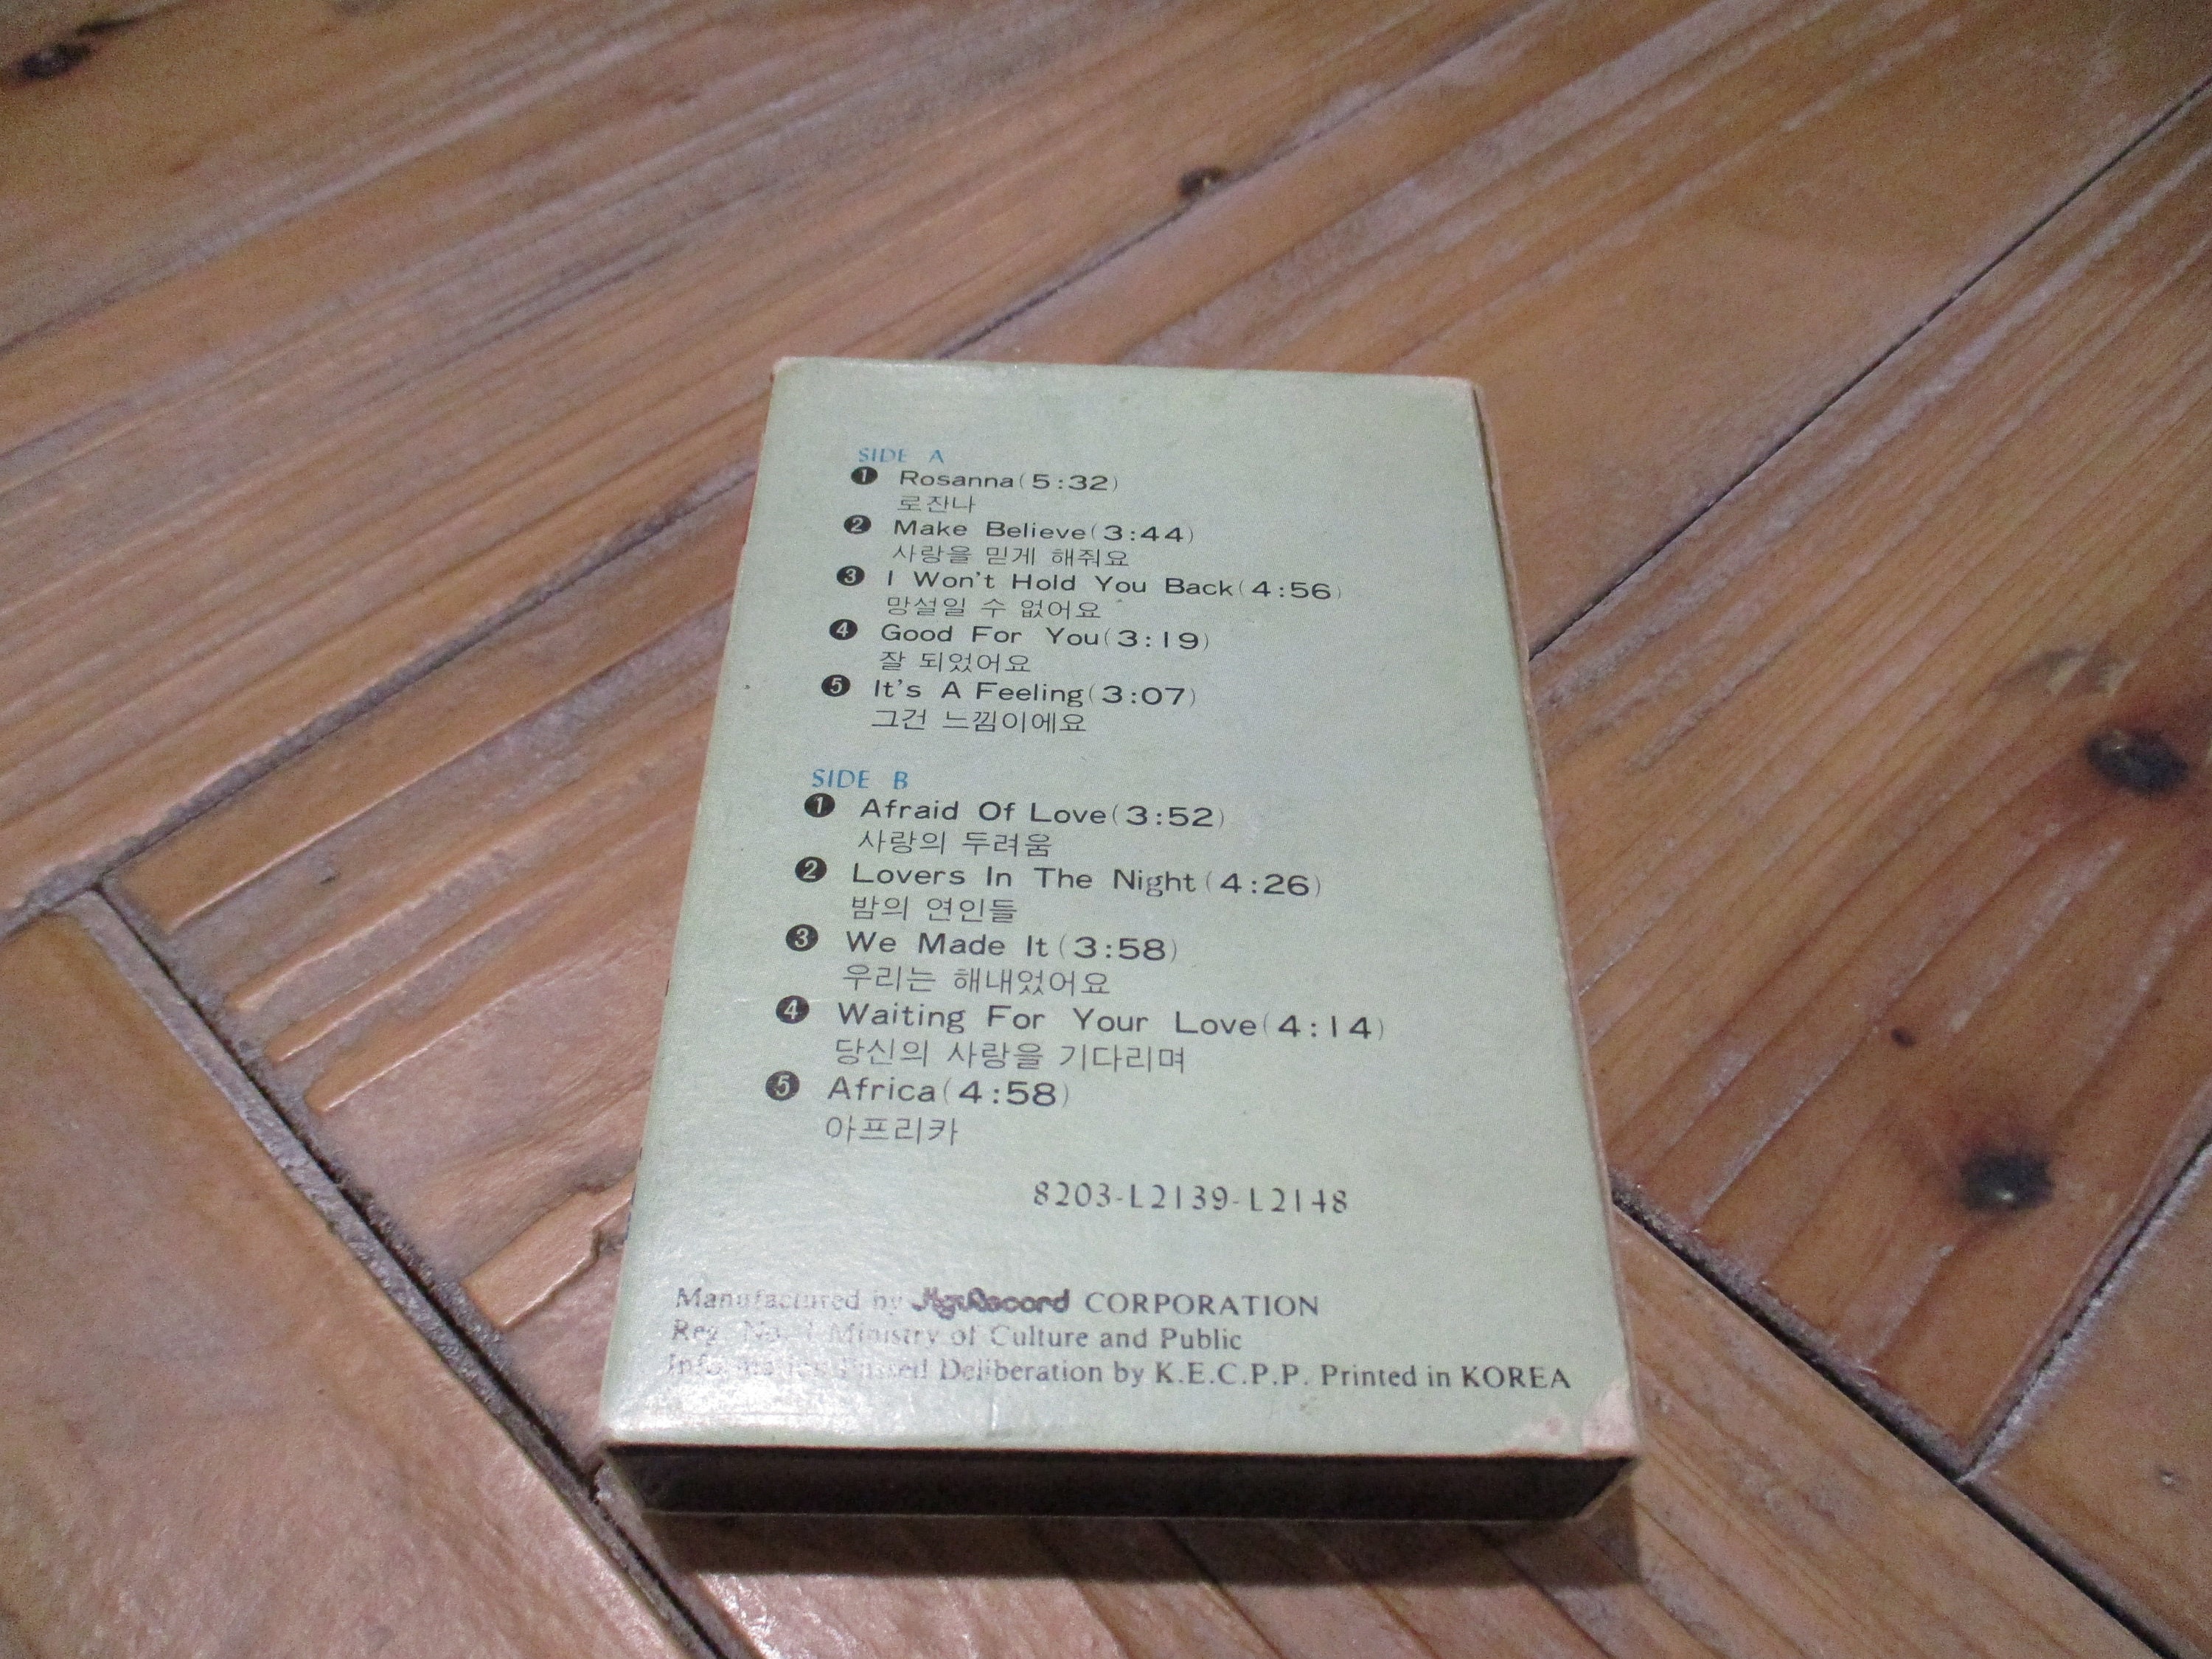 SIDE A
❶ Rosanna(5:32)
로잔나
❷ Make Believe(3:44)
사랑을 믿게 해줘요
❸ I Won't Hold You Back(4:56)
망설일 수 없어요
❹ Good For You(3:19)
잘 되었어요
❺ It's A Feeling(3:07)
그건 느낌이에요
SIDE B
❶ Afraid Of Love(3:52)
사랑의 두려움
❷ Lovers In The Night(4:26)
밤의 연인들
❸ We Made It(3:58)
우리는 해내었어요
❹ Waiting For Your Love(4:14)
당신의 사랑을 기다리며
❺ Africa(4:58)
아프리카
8203-L2139-L2148
Manufactured by Record CORPORATION
Reg. No. 1 Ministry of Culture and Public
Information Passed Deliberation by K.E.C.P.P. Printed in KOREA